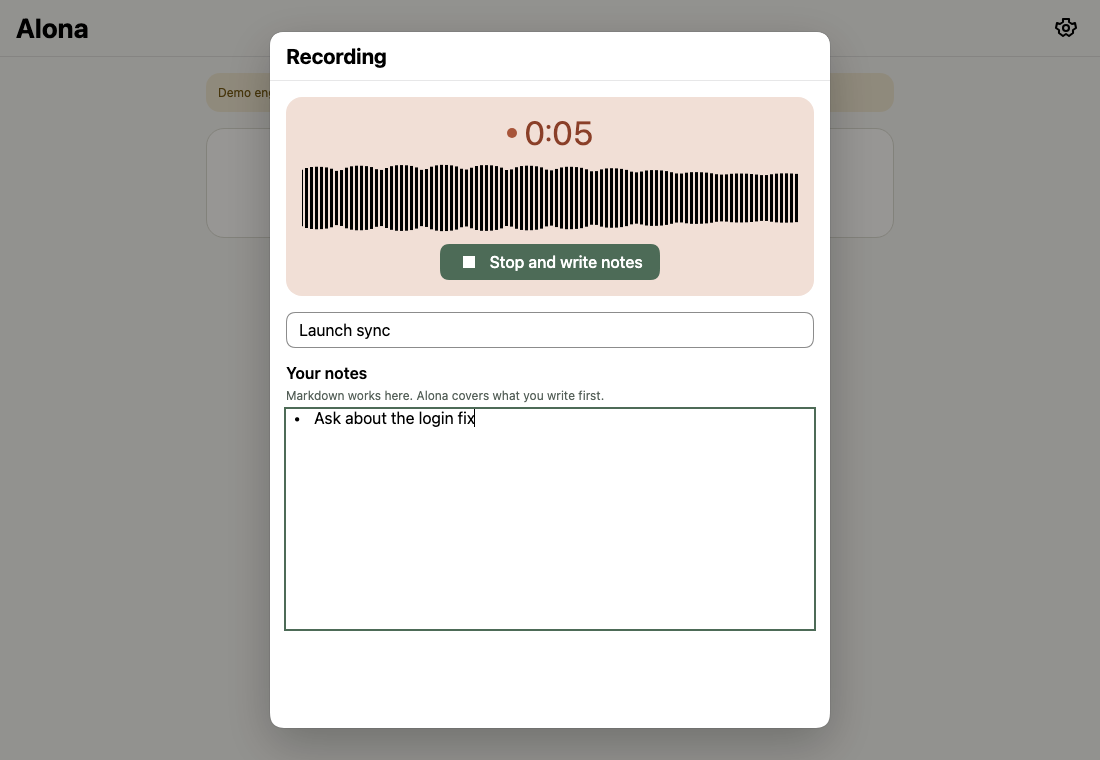 Alona
Recording
Demo en
0:05
Stop and write notes
Launch sync
Your notes
Markdown works here. Alona covers what you write first.
• Ask about the login fix